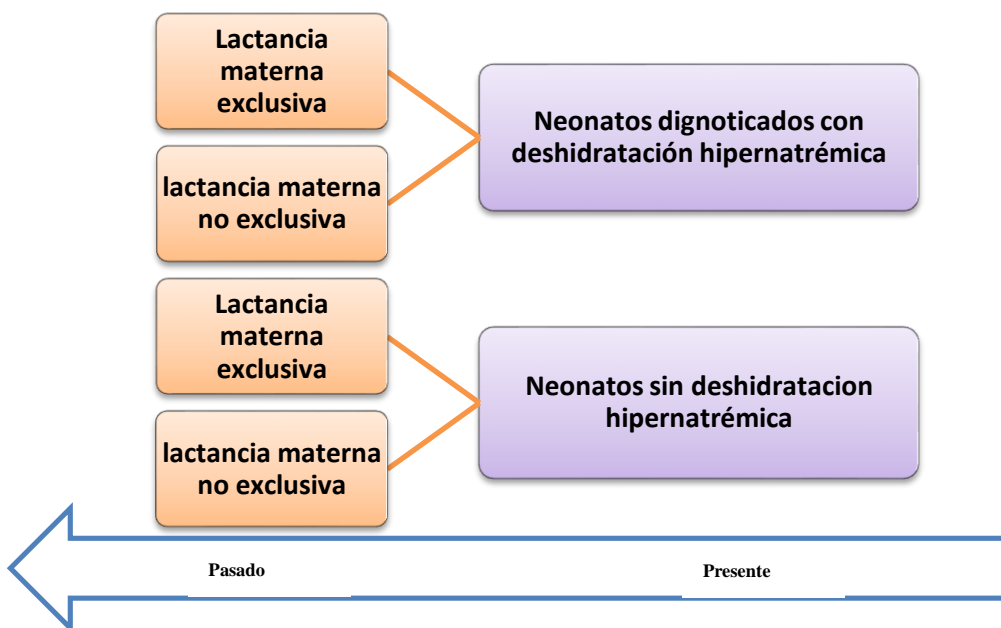 Lactancia
materna
exclusiva
lactancia materna
no exclusiva
Neonatos dignoticados con
deshidratación hipernatrémica
Lactancia
materna
exclusiva
lactancia materna
no exclusiva
Neonatos sin deshidratacion
hipernatrémica
Pasado
Presente